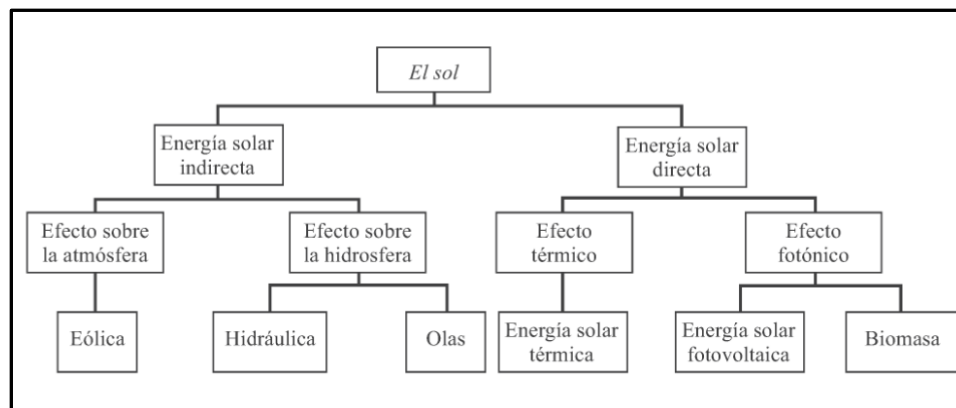 El sol
Energía solar
indirecta
Energía solar
directa
Efecto sobre
la atmósfera
Efecto sobre
la hidrosfera
Efecto
térmico
Efecto
fotónico
Eólica
Hidráulica
Olas
Energía solar
térmica
Energía solar
fotovoltaica
Biomasa